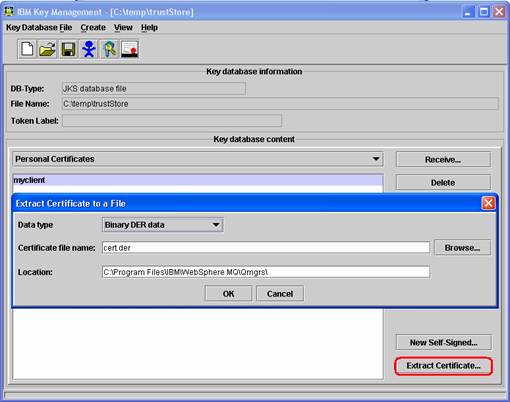 IBM Key Management - [C:\temp\trustStore]
Key Database File Create View Help
Key database information
DB-Type: JKS database file
File Name: C:\temp\trustStore
Token Label:
Key database content
Personal Certificates Receive...
myclient Delete
Extract Certificate to a File
Data type Binary DER data
Certificate file name: cert.der Browse...
Location: C:\Program Files\IBM\WebSphere MQ\Qmgrs\
OK Cancel
New Self-Signed...
Extract Certificate...